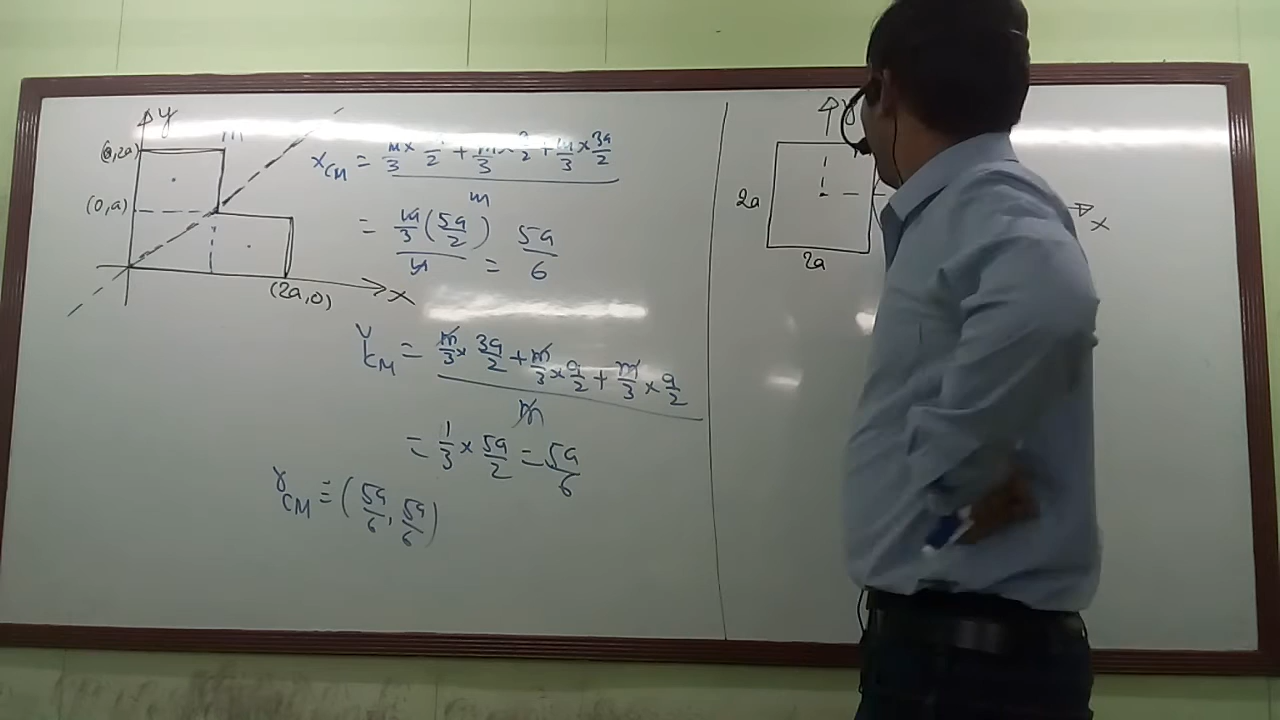 y
(0,2a)
m
(0,a)
(2a,0)
x
x_CM = m/3 × a/2 + m/3 × a/2 + m/3 × 3a/2
m
= m/3 (5a/2) / m = 5a/6
Y_CM = m/3 × 3a/2 + m/3 × a/2 + m/3 × a/2
m
= 1/3 × 5a/2 = 5a/6
r_CM ≡ (5a/6, 5a/6)
y
2a
x
2a